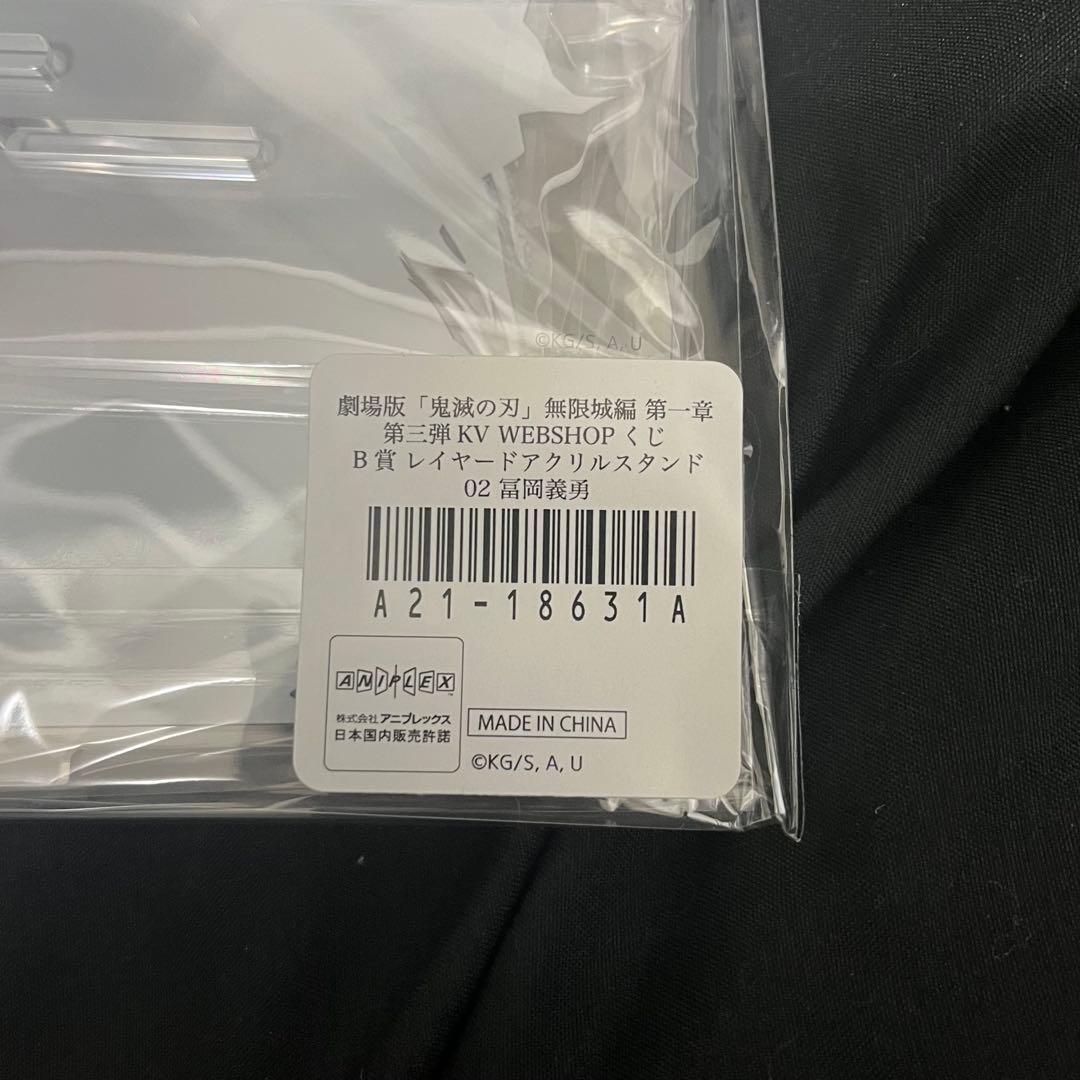 ©KG/S, A, U
劇場版「鬼滅の刃」無限城編 第一章
第三弾 KV WEBSHOP くじ
B賞 レイヤードアクリルスタンド
02 冨岡義勇
A21-18631A
ANIPLEX™
株式会社アニプレックス
日本国内販売許諾
MADE IN CHINA
©KG/S, A, U